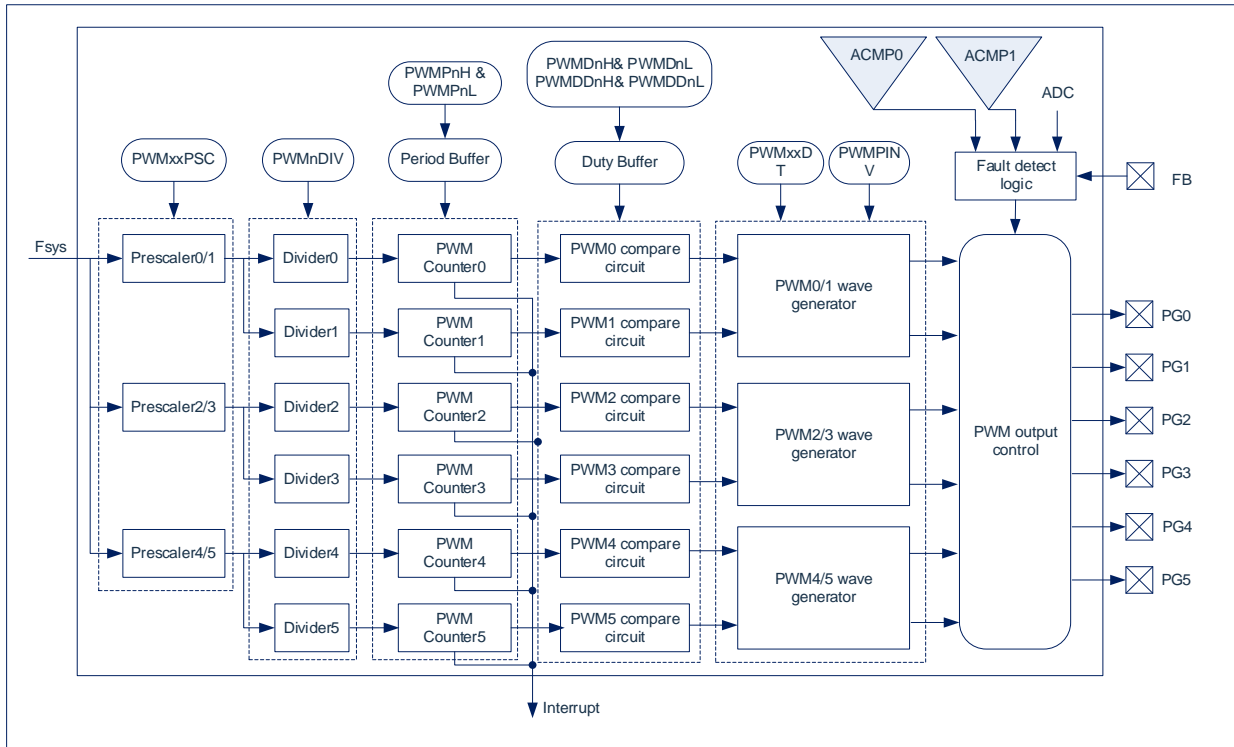 ACMP0
ACMP1
ADC
PWMPnH &
PWMPnL
PWMDnH& PWMDnL
PWMDDnH& PWMDDnL
PWMxxPSC
PWMnDIV
Period Buffer
Duty Buffer
PWMxxD
T
PWMPIN
V
Fault detect
logic
FB
Fsys
Prescaler0/1
Divider0
PWM
Counter0
PWM0 compare
circuit
PWM0/1 wave
generator
Divider1
PWM
Counter1
PWM1 compare
circuit
Prescaler2/3
Divider2
PWM
Counter2
PWM2 compare
circuit
PWM2/3 wave
generator
Divider3
PWM
Counter3
PWM3 compare
circuit
Prescaler4/5
Divider4
PWM
Counter4
PWM4 compare
circuit
PWM4/5 wave
generator
Divider5
PWM
Counter5
PWM5 compare
circuit
PWM output
control
PG0
PG1
PG2
PG3
PG4
PG5
Interrupt